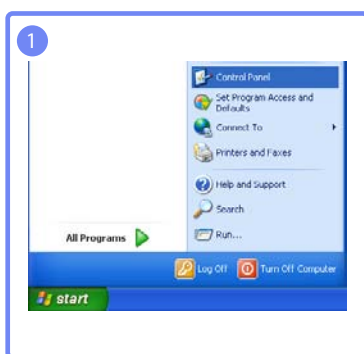 1
Control Panel
Set Program Access and
Defaults
Connect To
Printers and Faxes
Help and Support
Search
Run...
All Programs
Log Off
Turn Off Computer
start